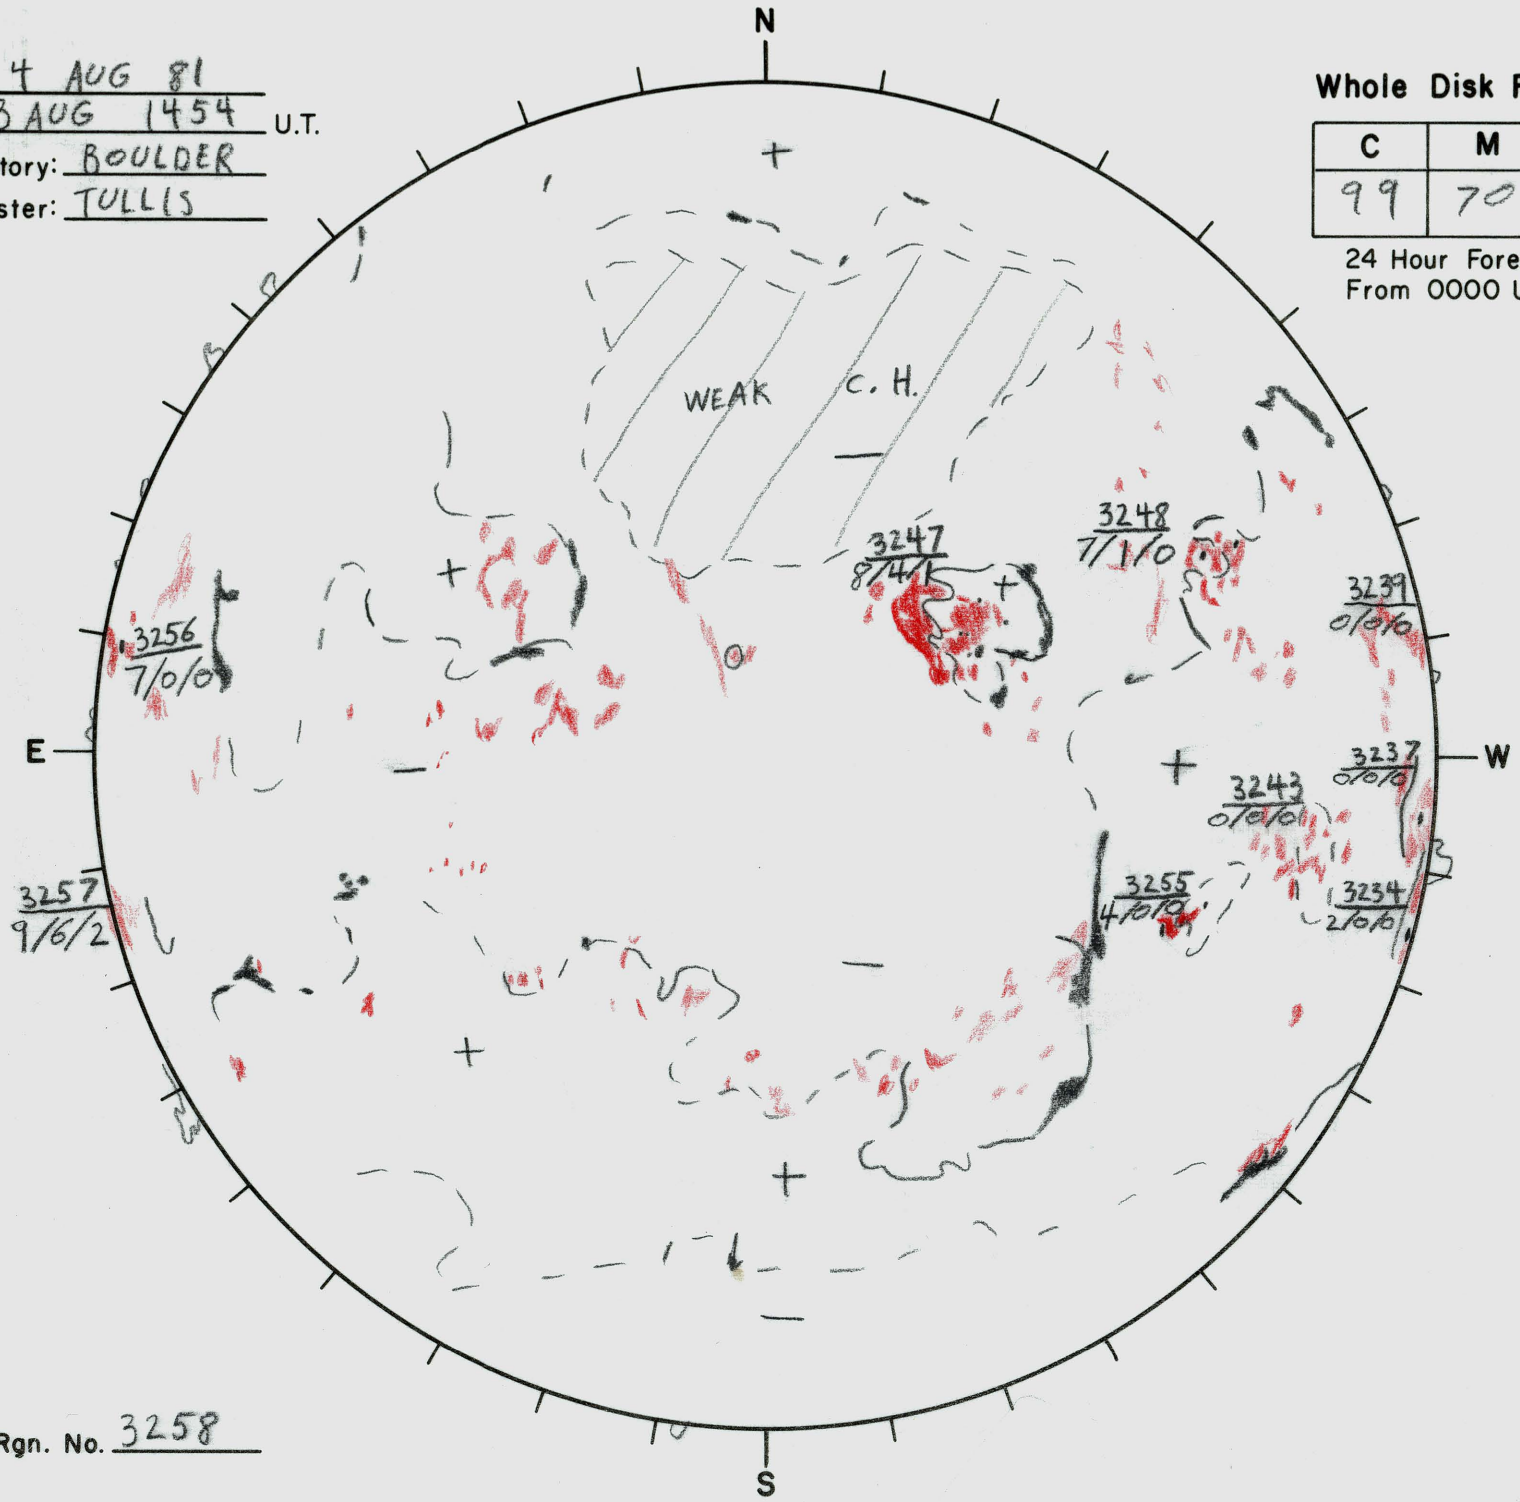 N
4 AUG 81
3 AUG 1454 U.T.
tory: BOULDER
ster: TULLIS
Whole Disk F
C M
99 70
24 Hour Fore
From 0000 U
WEAK C. H.
3247
8/4/1
3248
7/1/0
3239
0/0/0
3256
7/0/0
E
W
3237
0/0/0
3243
0/0/0
3255
4/0/0
3257
9/6/2
3234
2/0/0
Rgn. No. 3258
S